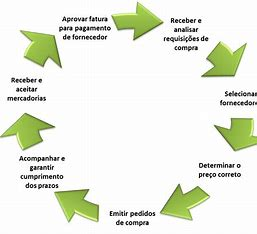 Receber e
analisar
requisições de
compra
Selecionar
fornecedores
Determinar o
preço correto
Emitir pedidos
de compra
Acompanhar e
garantir
cumprimento
dos prazos
Receber e
aceitar
mercadorias
Aprovar fatura
para pagamento
de fornecedor